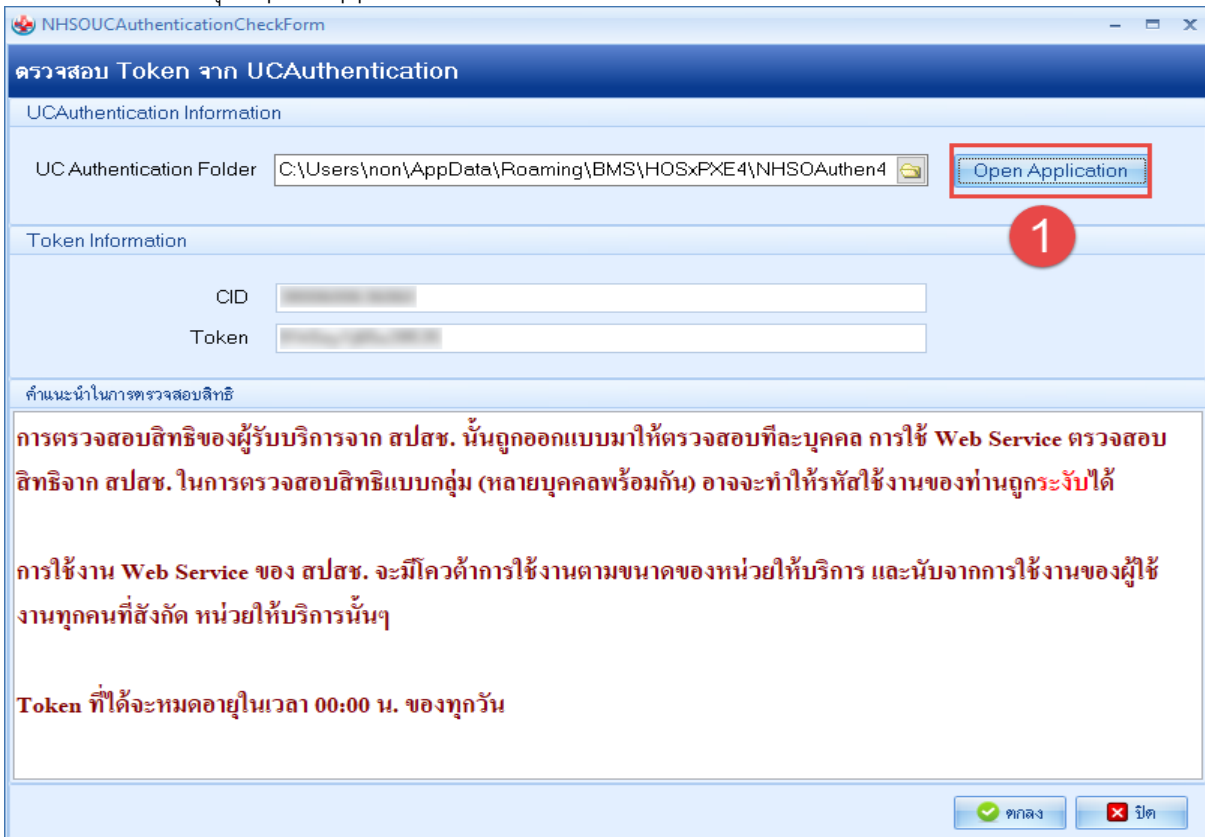 NHSOUCAuthenticationCheckForm
ตรวจสอบ Token จาก UCAuthentication
UCAuthentication Information
UC Authentication Folder C:\Users\non\AppData\Roaming\BMS\HOSxPXE4\NHSOAuthen4 Open Application
1
Token Information
CID
Token
คำแนะนำในการตรวจสอบสิทธิ
การตรวจสอบสิทธิของผู้รับบริการจาก สปสช. นั้นถูกออกแบบมาให้ตรวจสอบทีละบุคคล การใช้ Web Service ตรวจสอบ
สิทธิจาก สปสช. ในการตรวจสอบสิทธิแบบกลุ่ม (หลายบุคคลพร้อมกัน) อาจจะทำให้รหัสใช้งานของท่านถูกระงับได้
การใช้งาน Web Service ของ สปสช. จะมีโควต้าการใช้งานตามขนาดของหน่วยให้บริการ และนับจากการใช้งานของผู้ใช้
งานทุกคนที่สังกัด หน่วยให้บริการนั้นๆ
Token ที่ได้จะหมดอายุในเวลา 00:00 น. ของทุกวัน
ตกลง ปิด